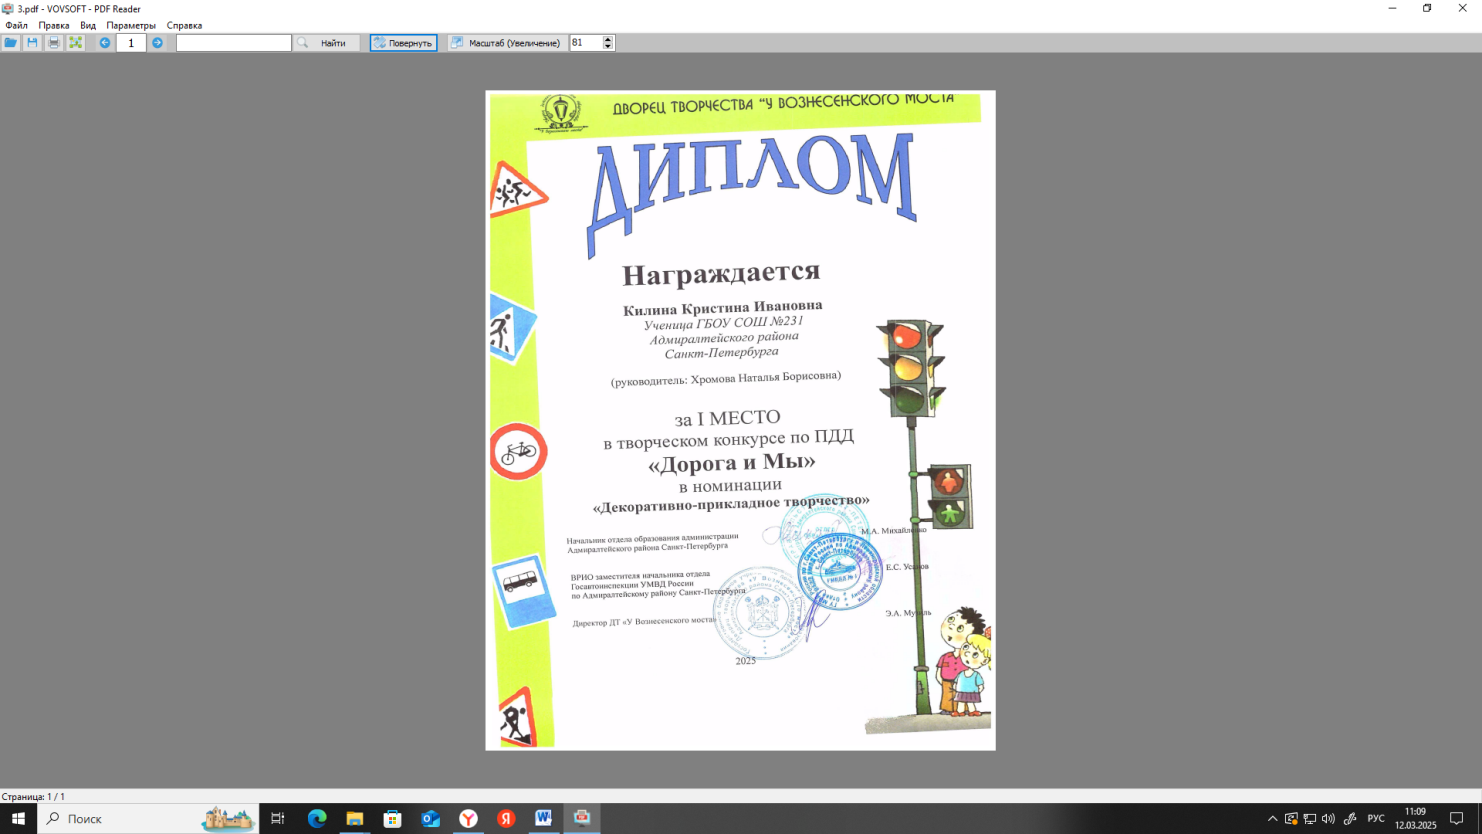 3.pdf - VOVSOFT - PDF Reader
Файл Правка Вид Параметры Справка
1 Найти Повернуть Масштаб (Увеличение) 81
ДВОРЕЦ ТВОРЧЕСТВА "У ВОЗНЕСЕНСКОГО МОСТА
ДИПЛОМ
Награждается
Килина Кристина Ивановна
Ученица ГБОУ СОШ №231
Адмиралтейского района
Санкт-Петербурга
(руководитель: Хромова Наталья Борисовна)
за I МЕСТО
в творческом конкурсе по ПДД
«Дорога и Мы»
в номинации
«Декоративно-прикладное творчество»
Начальник отдела образования администрации
Адмиралтейского района Санкт-Петербурга
М.А. Михайленко
ВРИО заместителя начальника отдела
Госавтоинспекции УМВД России
по Адмиралтейскому району Санкт-Петербурга
Е.С. Усанов
Директор ДТ «У Вознесенского моста»
Э.А.
2025
Страница: 1 / 1
Поиск
РУС
11:09
12.03.2025